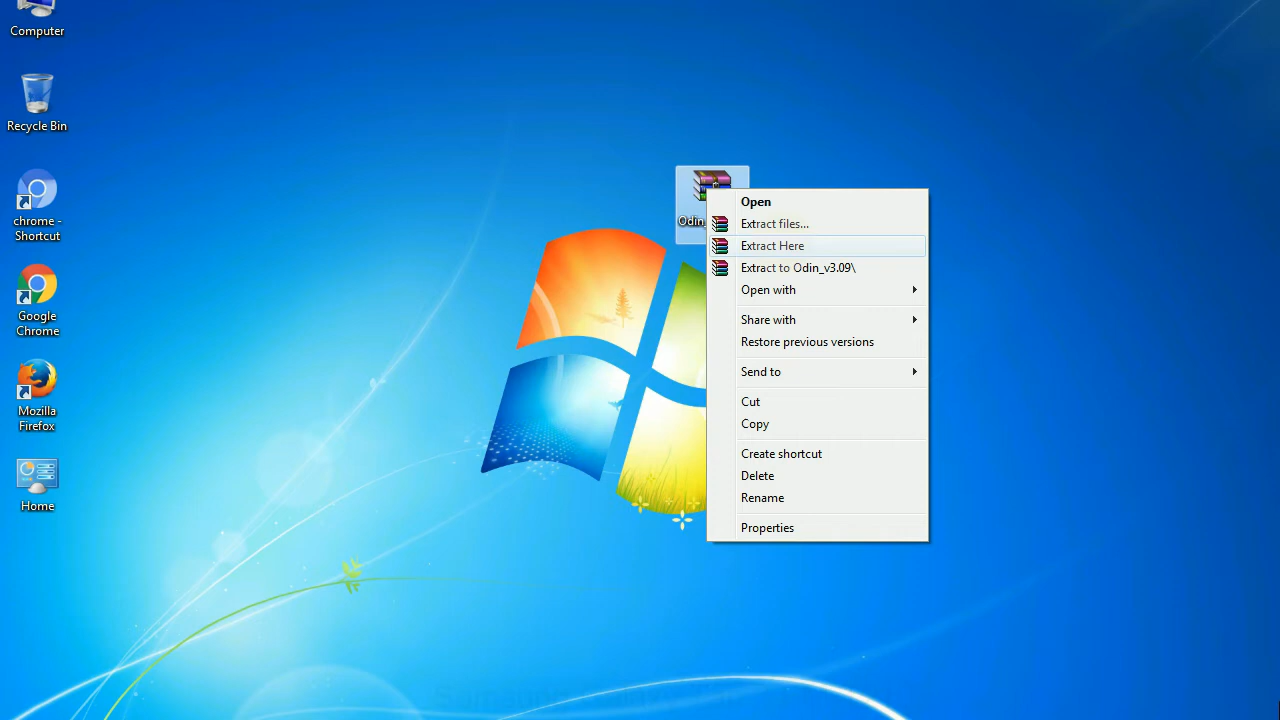 Computer
Recycle Bin
chrome -
Shortcut
Google
Chrome
Mozilla
Firefox
Home
Odin
Open
Extract files...
Extract Here
Extract to Odin_v3.09\
Open with
Share with
Restore previous versions
Send to
Cut
Copy
Create shortcut
Delete
Rename
Properties